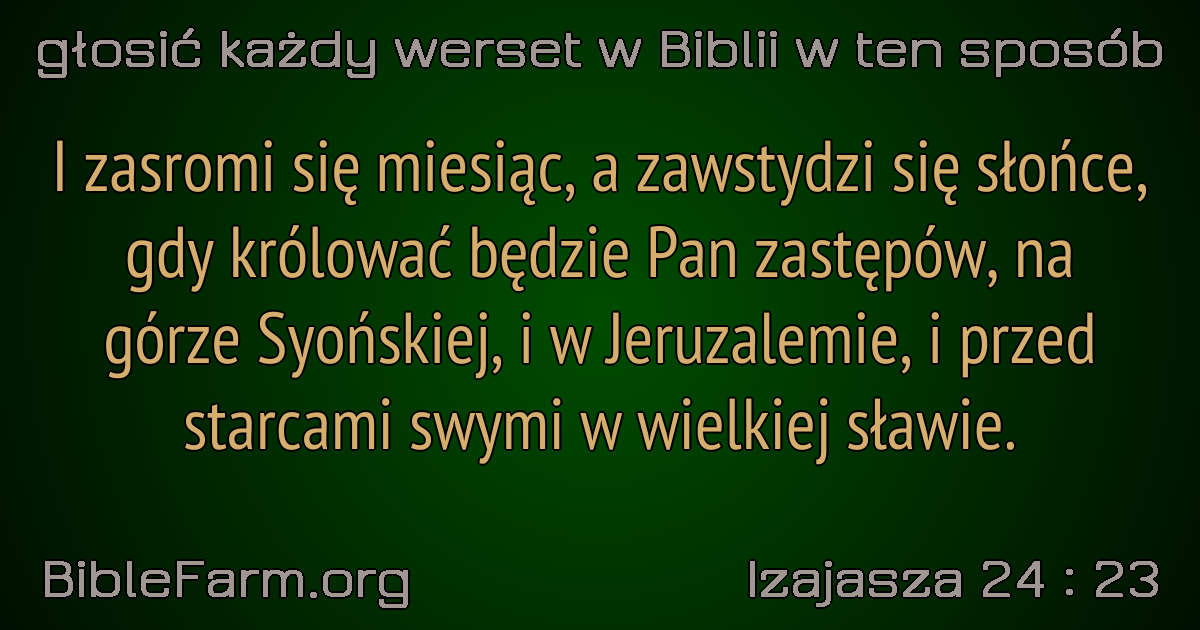 głosić każdy werset w Biblii w ten sposób
I zasromi się miesiąc, a zawstydzi się słońce,
gdy królować będzie Pan zastępów, na
górze Syońskiej, i w Jeruzalemie, i przed
starcami swymi w wielkiej sławie.
BibleFarm.org
Izajasza 24 : 23